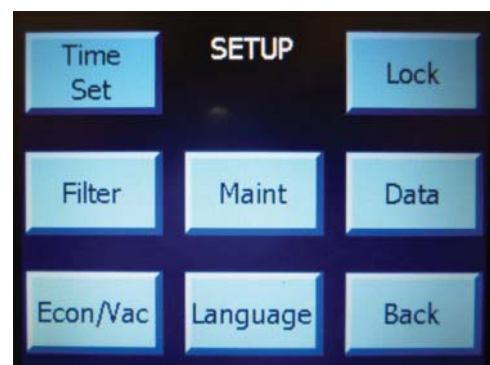 Time
Set
SETUP
Lock
Filter
Maint
Data
Econ/Vac
Language
Back